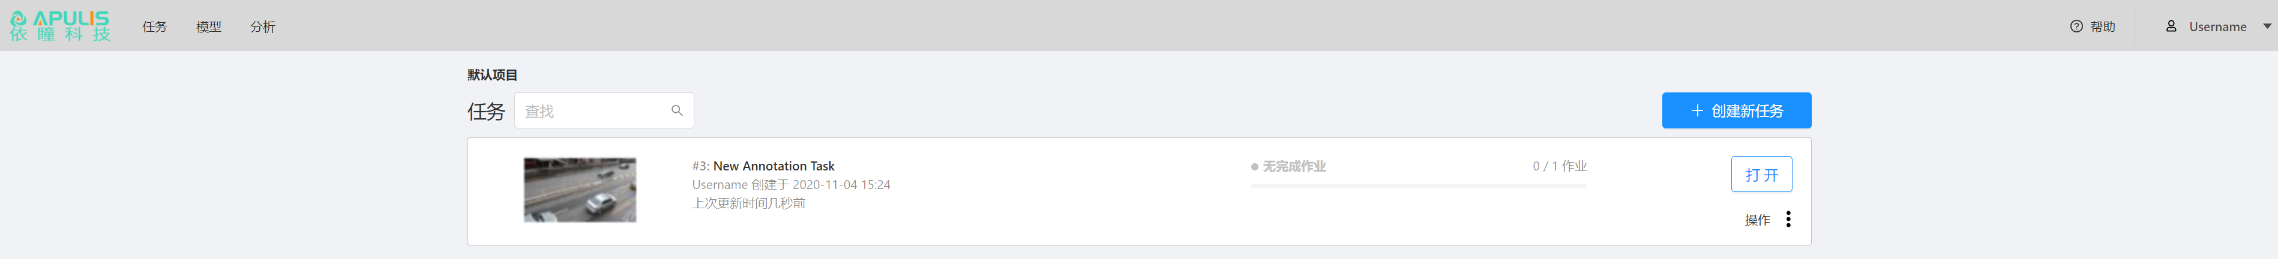 APULIS
依瞳科技
任务 模型 分析
帮助 Username
默认项目
任务 查找
+ 创建新任务
#3: New Annotation Task
Username 创建于 2020-11-04 15:24
上次更新时间几秒前
无完成作业 0 / 1 作业
打 开
操作